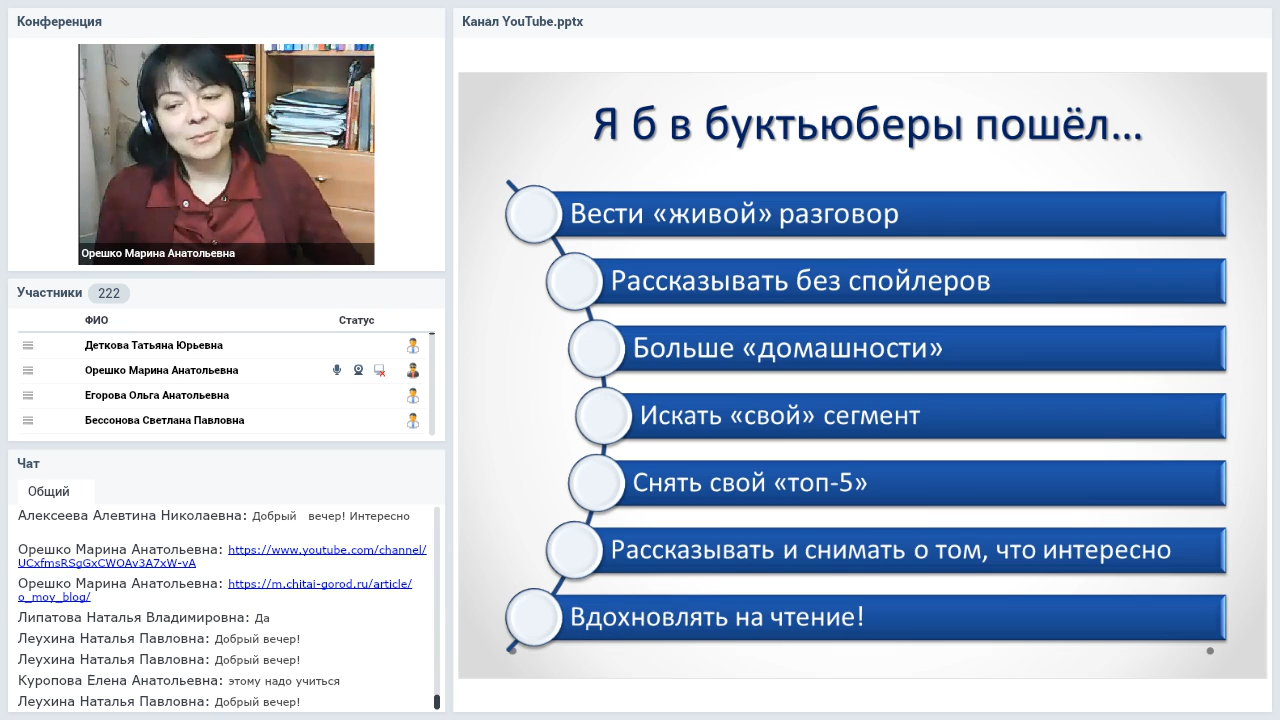 Конференция
Орешко Марина Анатольевна
Участники 222
ФИО Статус
Деткова Татьяна Юрьевна
Орешко Марина Анатольевна
Егорова Ольга Анатольевна
Бессонова Светлана Павловна
Чат
Общий
Алексеева Алевтина Николаевна: Добрый вечер! Интересно
Орешко Марина Анатольевна: https://www.youtube.com/channel/
UCxfmsRSgGxCWOAv3A7xW-vA
Орешко Марина Анатольевна: https://m.chitai-gorod.ru/article/
o_moy_blog/
Липатова Наталья Владимировна: Да
Леухина Наталья Павловна: Добрый вечер!
Леухина Наталья Павловна: Добрый вечер!
Куропова Елена Анатольевна: этому надо учиться
Леухина Наталья Павловна: Добрый вечер!
Канал YouTube.pptx
Я б в буктьюберы пошёл...
Вести «живой» разговор
Рассказывать без спойлеров
Больше «домашности»
Искать «свой» сегмент
Снять свой «топ-5»
Рассказывать и снимать о том, что интересно
Вдохновлять на чтение!